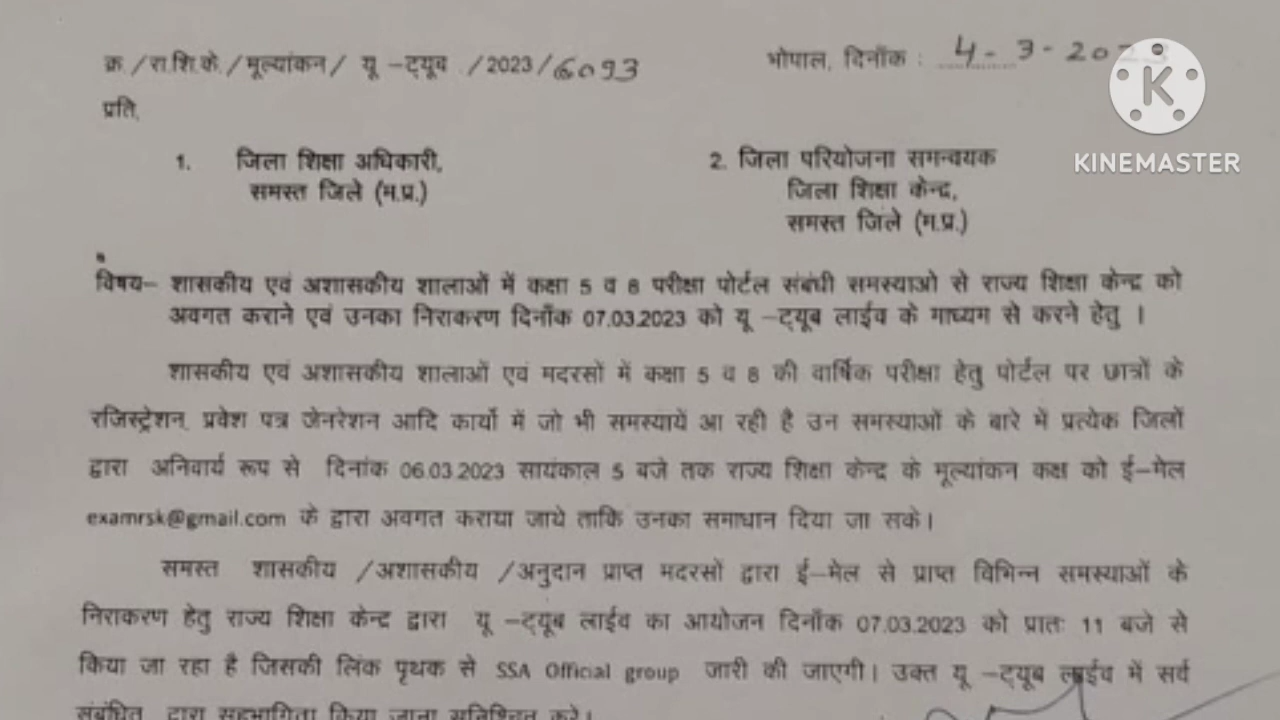 क्र./रा.शि.के./मूल्यांकन/ यू –ट्यूब /2023/6093
भोपाल, दिनाँक : 4-3-2023
प्रति,
1. जिला शिक्षा अधिकारी,
समस्त जिले (म.प्र.)
2. जिला परियोजना समन्वयक
जिला शिक्षा केन्द्र,
समस्त जिले (म.प्र.)
KINEMASTER
विषय– शासकीय एवं अशासकीय शालाओं में कक्षा 5 व 8 परीक्षा पोर्टल संबंधी समस्याओ से राज्य शिक्षा केन्द्र को
अवगत कराने एवं उनका निराकरण दिनाँक 07.03.2023 को यू –ट्यूब लाईव के माध्यम से करने हेतु ।
शासकीय एवं अशासकीय शालाओं एवं मदरसों में कक्षा 5 व 8 की वार्षिक परीक्षा हेतु पोर्टल पर छात्रों के
रजिस्ट्रेशन, प्रवेश पत्र जेनरेशन आदि कार्यो में जो भी समस्यायें आ रही है उन समस्याओं के बारे में प्रत्येक जिलों
द्वारा अनिवार्य रूप से दिनांक 06.03.2023 सायंकाल 5 बजे तक राज्य शिक्षा केन्द्र के मूल्यांकन कक्ष को ई–मेल
examrsk@gmail.com के द्वारा अवगत कराया जाये ताकि उनका समाधान दिया जा सके।
समस्त शासकीय /अशासकीय /अनुदान प्राप्त मदरसों द्वारा ई–मेल से प्राप्त विभिन्न समस्याओं के
निराकरण हेतु राज्य शिक्षा केन्द्र द्वारा यू –ट्यूब लाईव का आयोजन दिनाँक 07.03.2023 को प्रातः 11 बजे से
किया जा रहा है जिसकी लिंक पृथक से SSA Official group जारी की जाएगी। उक्त यू –ट्यूब लाईव में सर्व
संबंधित द्वारा सहभागिता किया जाना सुनिश्चित करें।